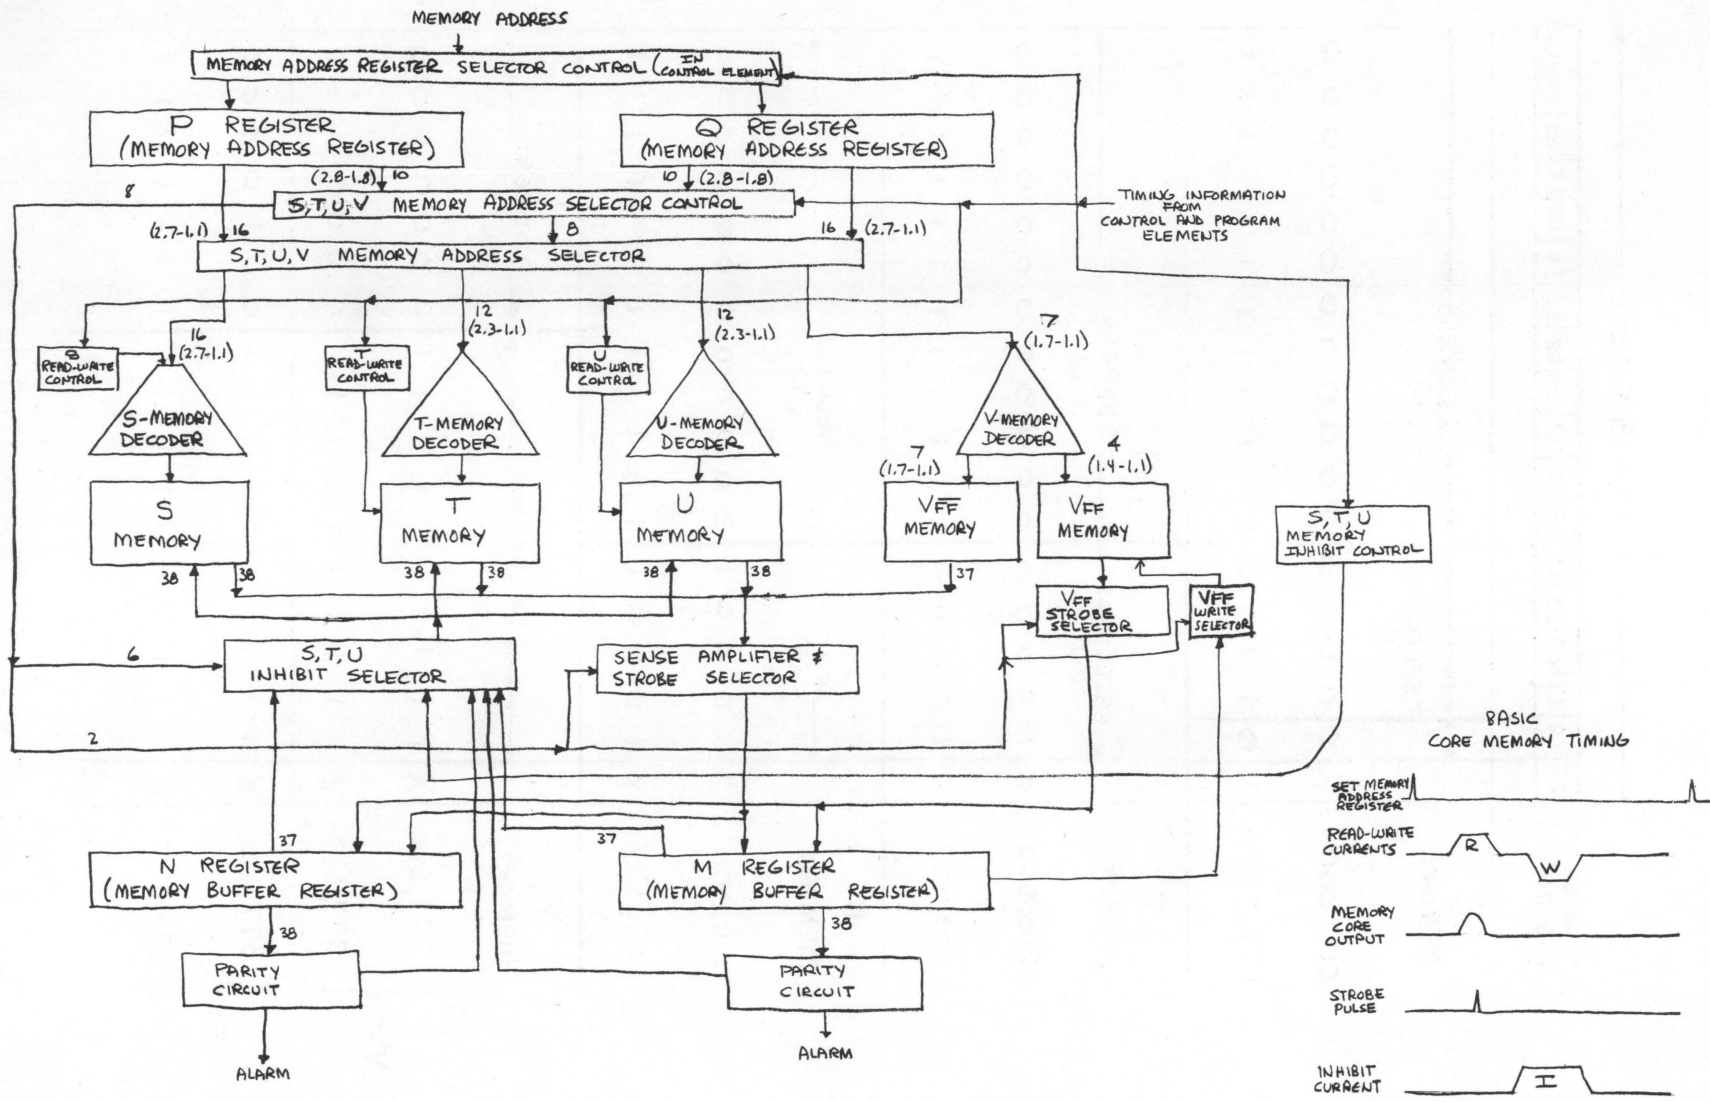 MEMORY ADDRESS
MEMORY ADDRESS REGISTER SELECTOR CONTROL (IN CONTROL ELEMENT)
P REGISTER
(MEMORY ADDRESS REGISTER)
Q REGISTER
(MEMORY ADDRESS REGISTER)
(2.8-1.8) 10
10 (2.8-1.8)
8
S,T,U,V MEMORY ADDRESS SELECTOR CONTROL
TIMING INFORMATION
FROM
CONTROL AND PROGRAM
ELEMENTS
(2.7-1.1) 16
8
16 (2.7-1.1)
S,T,U,V MEMORY ADDRESS SELECTOR
16
(2.7-1.1)
12
(2.3-1.1)
12
(2.3-1.1)
7
(1.7-1.1)
READ-WRITE
CONTROL
T
READ-WRITE
CONTROL
U
READ-WRITE
CONTROL
S-MEMORY
DECODER
T-MEMORY
DECODER
U-MEMORY
DECODER
V-MEMORY
DECODER
7
(1.7-1.1)
4
(1.4-1.1)
S
MEMORY
T
MEMORY
U
MEMORY
VF̅F̅
MEMORY
VFF
MEMORY
S, T, U
MEMORY
INHIBIT CONTROL
38
38
38
38
38
38
37
VFF
STROBE
SELECTOR
VFF
WRITE
SELECTOR
6
S,T,U
INHIBIT SELECTOR
SENSE AMPLIFIER &
STROBE SELECTOR
2
BASIC
CORE MEMORY TIMING
SET MEMORY
ADDRESS
REGISTER
37
37
N REGISTER
(MEMORY BUFFER REGISTER)
M REGISTER
(MEMORY BUFFER REGISTER)
READ-WRITE
CURRENTS
R
W
38
38
MEMORY
CORE
OUTPUT
PARITY
CIRCUIT
PARITY
CIRCUIT
STROBE
PULSE
ALARM
ALARM
INHIBIT
CURRENT
I